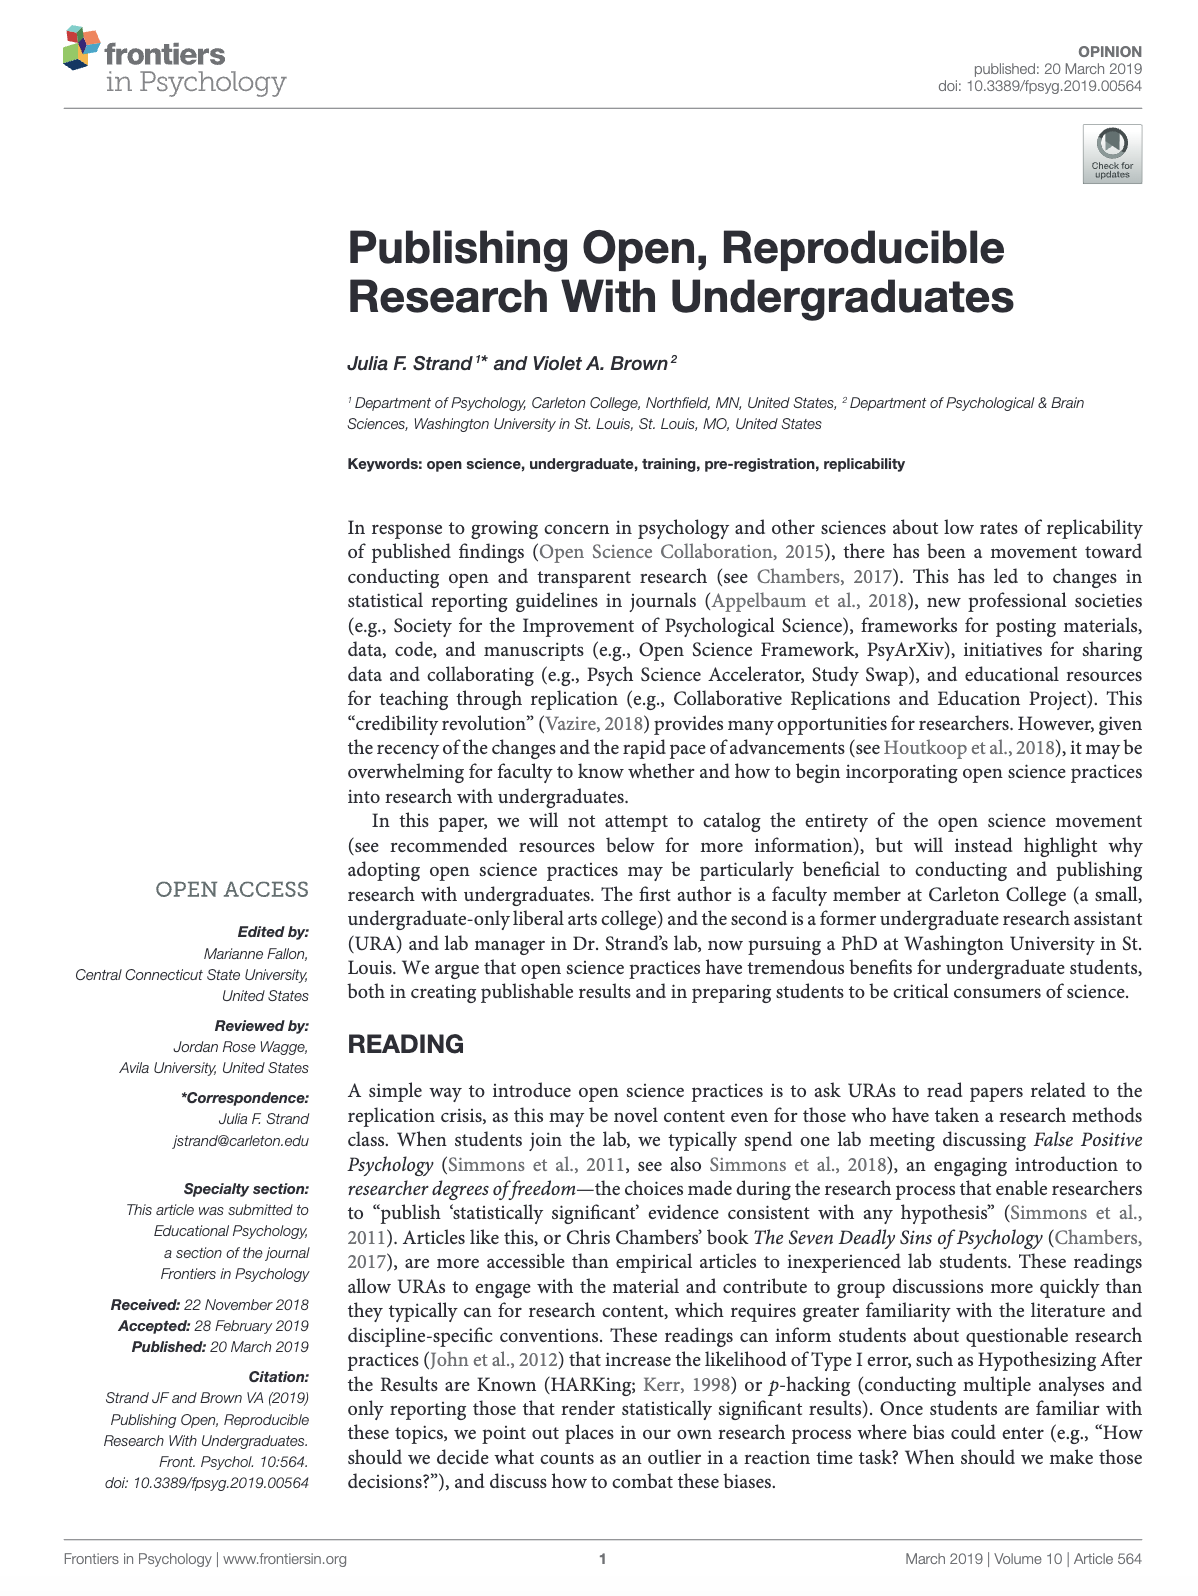 frontiers
in Psychology
OPINION
published: 20 March 2019
doi: 10.3389/fpsyg.2019.00564
Check for
updates
Publishing Open, Reproducible
Research With Undergraduates
Julia F. Strand 1* and Violet A. Brown 2
1 Department of Psychology, Carleton College, Northfield, MN, United States, 2 Department of Psychological & Brain
Sciences, Washington University in St. Louis, St. Louis, MO, United States
Keywords: open science, undergraduate, training, pre-registration, replicability
In response to growing concern in psychology and other sciences about low rates of replicability
of published findings (Open Science Collaboration, 2015), there has been a movement toward
conducting open and transparent research (see Chambers, 2017). This has led to changes in
statistical reporting guidelines in journals (Appelbaum et al., 2018), new professional societies
(e.g., Society for the Improvement of Psychological Science), frameworks for posting materials,
data, code, and manuscripts (e.g., Open Science Framework, PsyArXiv), initiatives for sharing
data and collaborating (e.g., Psych Science Accelerator, Study Swap), and educational resources
for teaching through replication (e.g., Collaborative Replications and Education Project). This
“credibility revolution” (Vazire, 2018) provides many opportunities for researchers. However, given
the recency of the changes and the rapid pace of advancements (see Houtkoop et al., 2018), it may be
overwhelming for faculty to know whether and how to begin incorporating open science practices
into research with undergraduates.
In this paper, we will not attempt to catalog the entirety of the open science movement
(see recommended resources below for more information), but will instead highlight why
adopting open science practices may be particularly beneficial to conducting and publishing
research with undergraduates. The first author is a faculty member at Carleton College (a small,
undergraduate-only liberal arts college) and the second is a former undergraduate research assistant
(URA) and lab manager in Dr. Strand’s lab, now pursuing a PhD at Washington University in St.
Louis. We argue that open science practices have tremendous benefits for undergraduate students,
both in creating publishable results and in preparing students to be critical consumers of science.
READING
A simple way to introduce open science practices is to ask URAs to read papers related to the
replication crisis, as this may be novel content even for those who have taken a research methods
class. When students join the lab, we typically spend one lab meeting discussing False Positive
Psychology (Simmons et al., 2011, see also Simmons et al., 2018), an engaging introduction to
researcher degrees of freedom—the choices made during the research process that enable researchers
to “publish ‘statistically significant’ evidence consistent with any hypothesis” (Simmons et al.,
2011). Articles like this, or Chris Chambers’ book The Seven Deadly Sins of Psychology (Chambers,
2017), are more accessible than empirical articles to inexperienced lab students. These readings
allow URAs to engage with the material and contribute to group discussions more quickly than
they typically can for research content, which requires greater familiarity with the literature and
discipline-specific conventions. These readings can inform students about questionable research
practices (John et al., 2012) that increase the likelihood of Type I error, such as Hypothesizing After
the Results are Known (HARKing; Kerr, 1998) or p-hacking (conducting multiple analyses and
only reporting those that render statistically significant results). Once students are familiar with
these topics, we point out places in our own research process where bias could enter (e.g., “How
should we decide what counts as an outlier in a reaction time task? When should we make those
decisions?”), and discuss how to combat these biases.
OPEN ACCESS
Edited by:
Marianne Fallon,
Central Connecticut State University,
United States
Reviewed by:
Jordan Rose Wagge,
Avila University, United States
*Correspondence:
Julia F. Strand
jstrand@carleton.edu
Specialty section:
This article was submitted to
Educational Psychology,
a section of the journal
Frontiers in Psychology
Received: 22 November 2018
Accepted: 28 February 2019
Published: 20 March 2019
Citation:
Strand JF and Brown VA (2019)
Publishing Open, Reproducible
Research With Undergraduates.
Front. Psychol. 10:564.
doi: 10.3389/fpsyg.2019.00564
Frontiers in Psychology | www.frontiersin.org
1
March 2019 | Volume 10 | Article 564